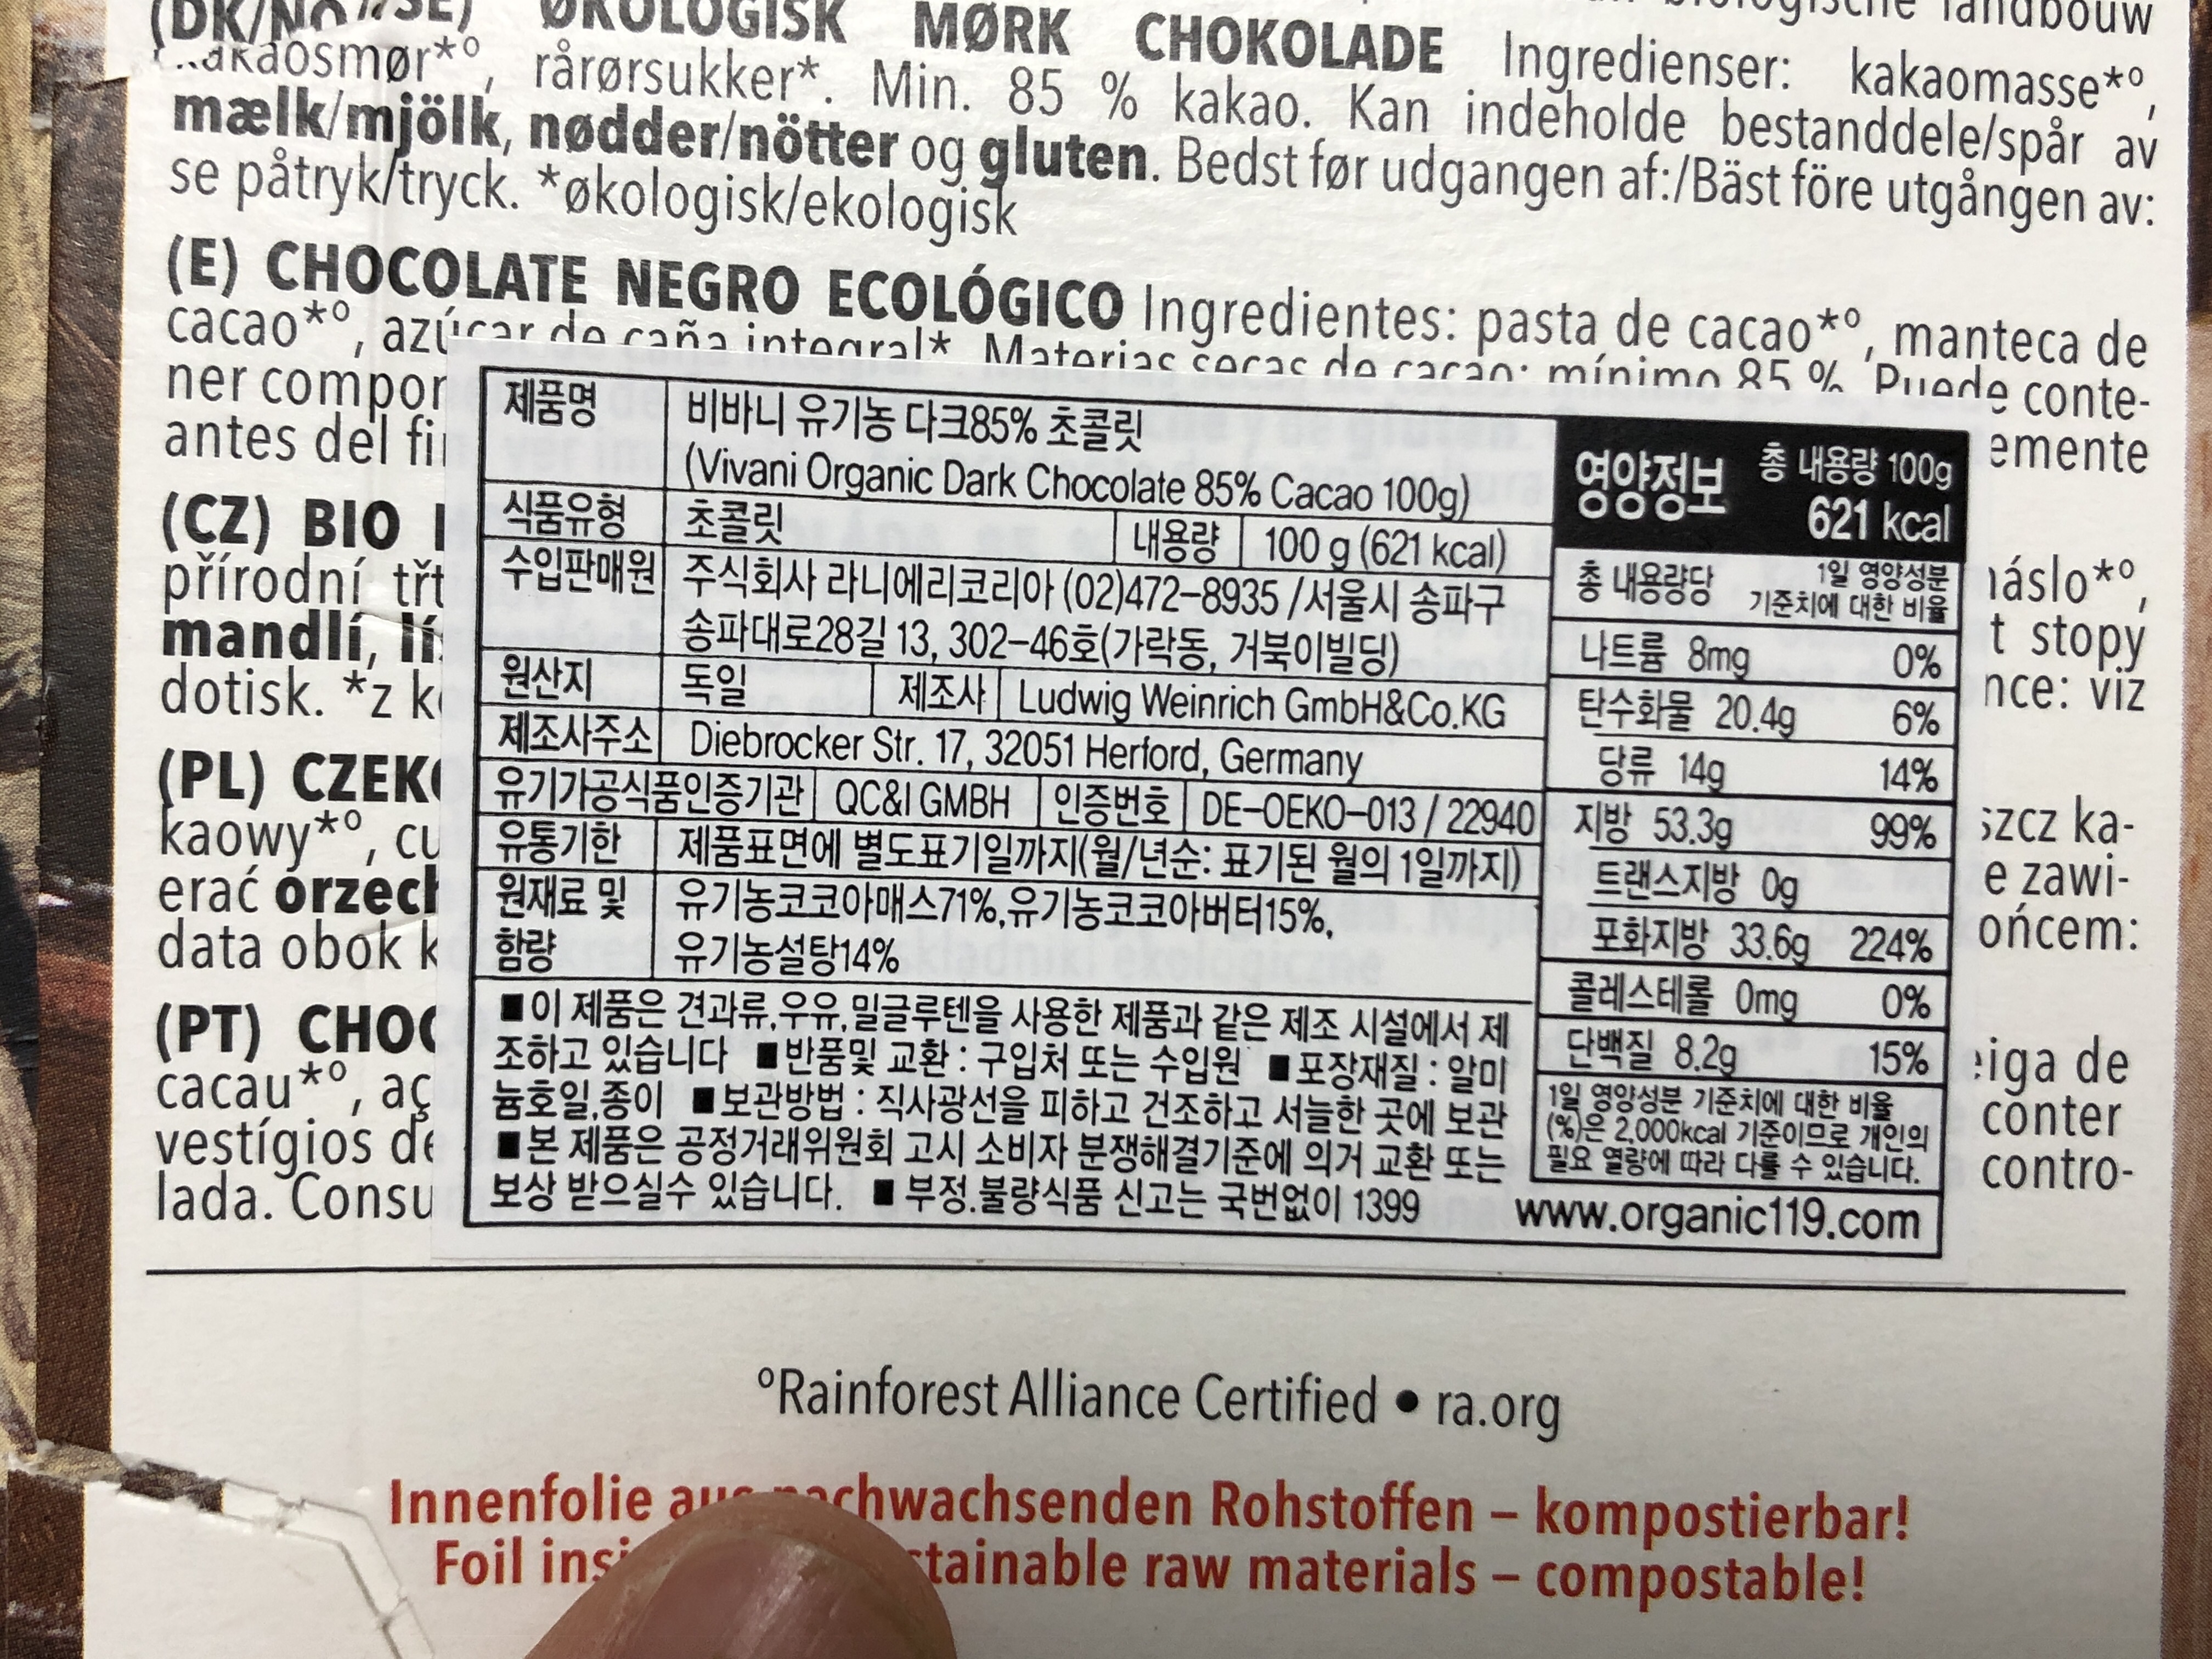 (DK/NO/SE) ØKOLOGISK MØRK CHOKOLADE Ingredienser: kakaomasse*°,
landbouw
kakaosmør*°, rårørsukker*. Min. 85 % kakao. Kan indeholde bestanddele/spår av
mælk/mjölk, nødder/nötter og gluten. Bedst før udgangen af:/Bäst före utgången av:
se påtryk/tryck. *økologisk/ekologisk
(E) CHOCOLATE NEGRO ECOLÓGICO Ingredientes: pasta de cacao*°, manteca de
cacao*°, azúcar de caña integral*. Materias secas de cacao: mínimo 85 %. Puede conte-
ner compor
antes del fi
emente
(CZ) BIO
máslo*°,
přírodní třt
t stopy
mandlí, lí
nce: viz
dotisk. *z k
(PL) CZEK
szcz ka-
kaowy*°, cu
e zawi-
erać orzech
ońcem:
data obok k
(PT) CHOC
eiga de
cacau*°, aç
conter
vestígios de
contro-
lada. Consu
제품명 비바니 유기농 다크85% 초콜릿
(Vivani Organic Dark Chocolate 85% Cacao 100g)
식품유형 초콜릿 내용량 100 g (621 kcal)
수입판매원 주식회사 라니에리코리아 (02)472-8935 /서울시 송파구
송파대로28길 13, 302-46호(가락동, 거북이빌딩)
원산지 독일 제조사 Ludwig Weinrich GmbH&Co.KG
제조사주소 Diebrocker Str. 17, 32051 Herford, Germany
유기가공식품인증기관 QC&I GMBH 인증번호 DE-OEKO-013 / 22940
유통기한 제품표면에 별도표기일까지(월/년순: 표기된 월의 1일까지)
원재료 및 함량 유기농코코아매스71%,유기농코코아버터15%,
유기농설탕14%
■이 제품은 견과류,우유,밀글루텐을 사용한 제품과 같은 제조 시설에서 제
조하고 있습니다 ■반품및 교환 : 구입처 또는 수입원 ■포장재질 : 알미
늄호일,종이 ■보관방법 : 직사광선을 피하고 건조하고 서늘한 곳에 보관
■본 제품은 공정거래위원회 고시 소비자 분쟁해결기준에 의거 교환 또는
보상 받으실수 있습니다. ■부정.불량식품 신고는 국번없이 1399
영양정보 총 내용량 100g
621 kcal
총 내용량당 1일 영양성분
기준치에 대한 비율
나트륨 8mg 0%
탄수화물 20.4g 6%
당류 14g 14%
지방 53.3g 99%
트랜스지방 0g
포화지방 33.6g 224%
콜레스테롤 0mg 0%
단백질 8.2g 15%
1일 영양성분 기준치에 대한 비율
(%)은 2,000kcal 기준이므로 개인의
필요 열량에 따라 다를 수 있습니다.
www.organic119.com
°Rainforest Alliance Certified • ra.org
Innenfolie aus nachwachsenden Rohstoffen – kompostierbar!
Foil insi stainable raw materials – compostable!